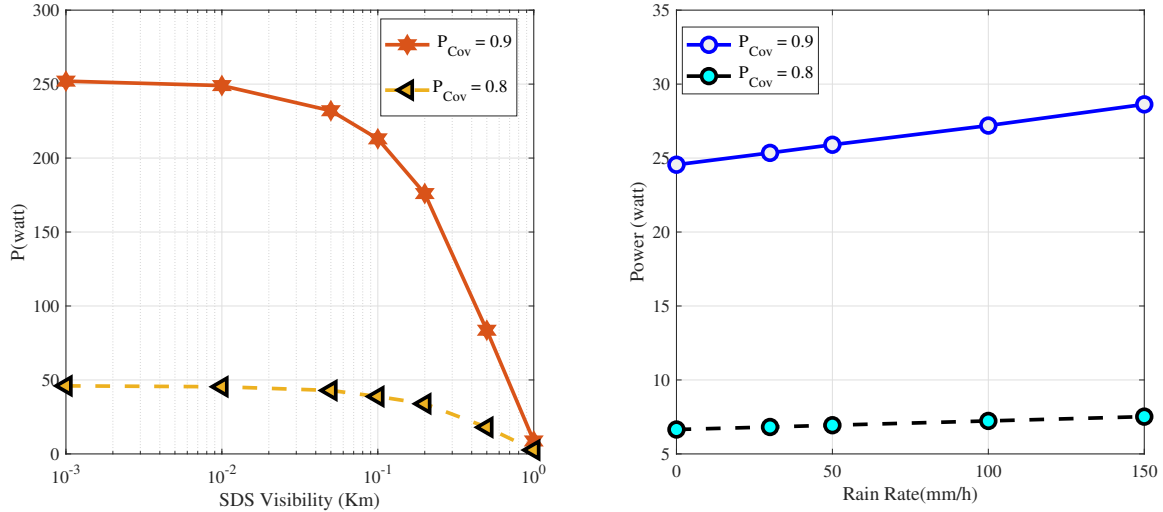 300
250
200
150
100
50
0
P(watt)
10^-3
10^-2
10^-1
10^0
SDS Visibility (Km)
P_Cov = 0.9
P_Cov = 0.8
35
30
25
20
15
10
5
Power (watt)
0
50
100
150
Rain Rate(mm/h)
P_Cov = 0.9
P_Cov = 0.8